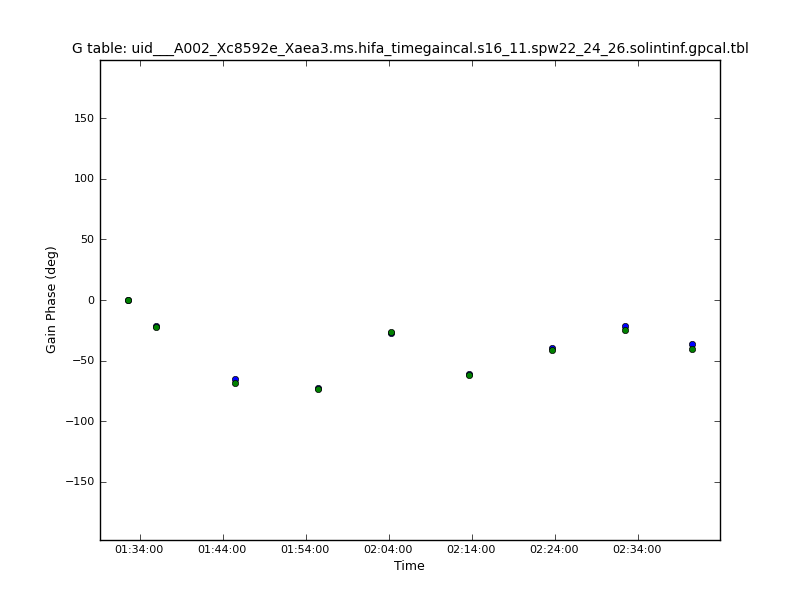 G table: uid___A002_Xc8592e_Xaea3.ms.hifa_timegaincal.s16_11.spw22_24_26.solintinf.gpcal.tbl
150
100
50
0
−50
−100
−150
Gain Phase (deg)
01:34:00 01:44:00 01:54:00 02:04:00 02:14:00 02:24:00 02:34:00
Time